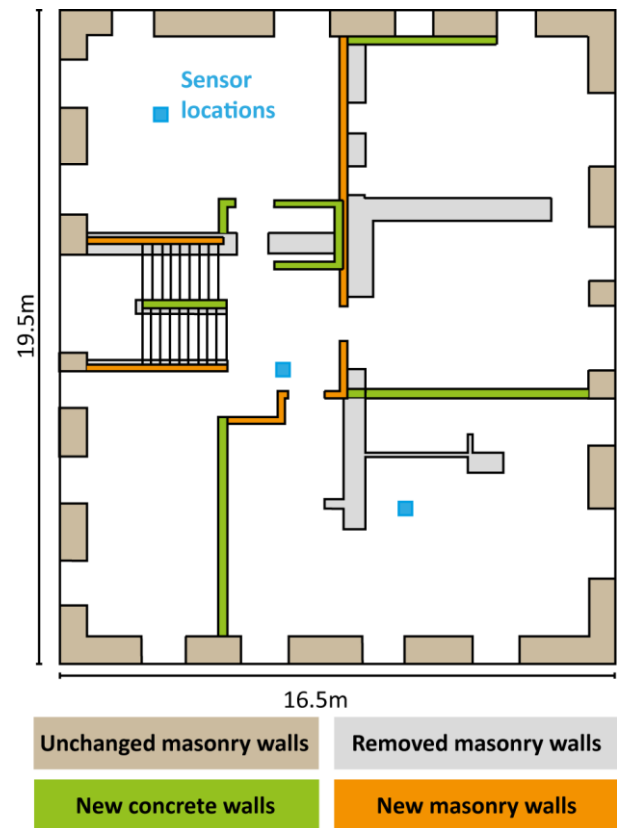 Sensor
locations
19.5m
16.5m
Unchanged masonry walls
Removed masonry walls
New concrete walls
New masonry walls